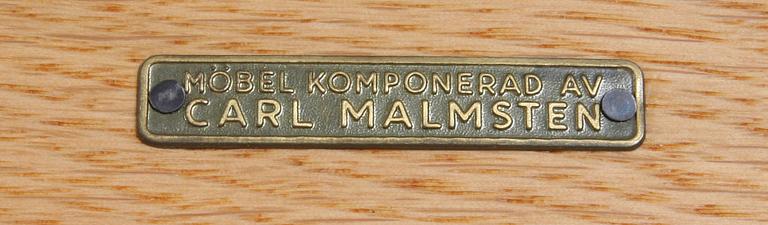 MÖBEL KOMPONERAD AV
CARL MALMSTEN